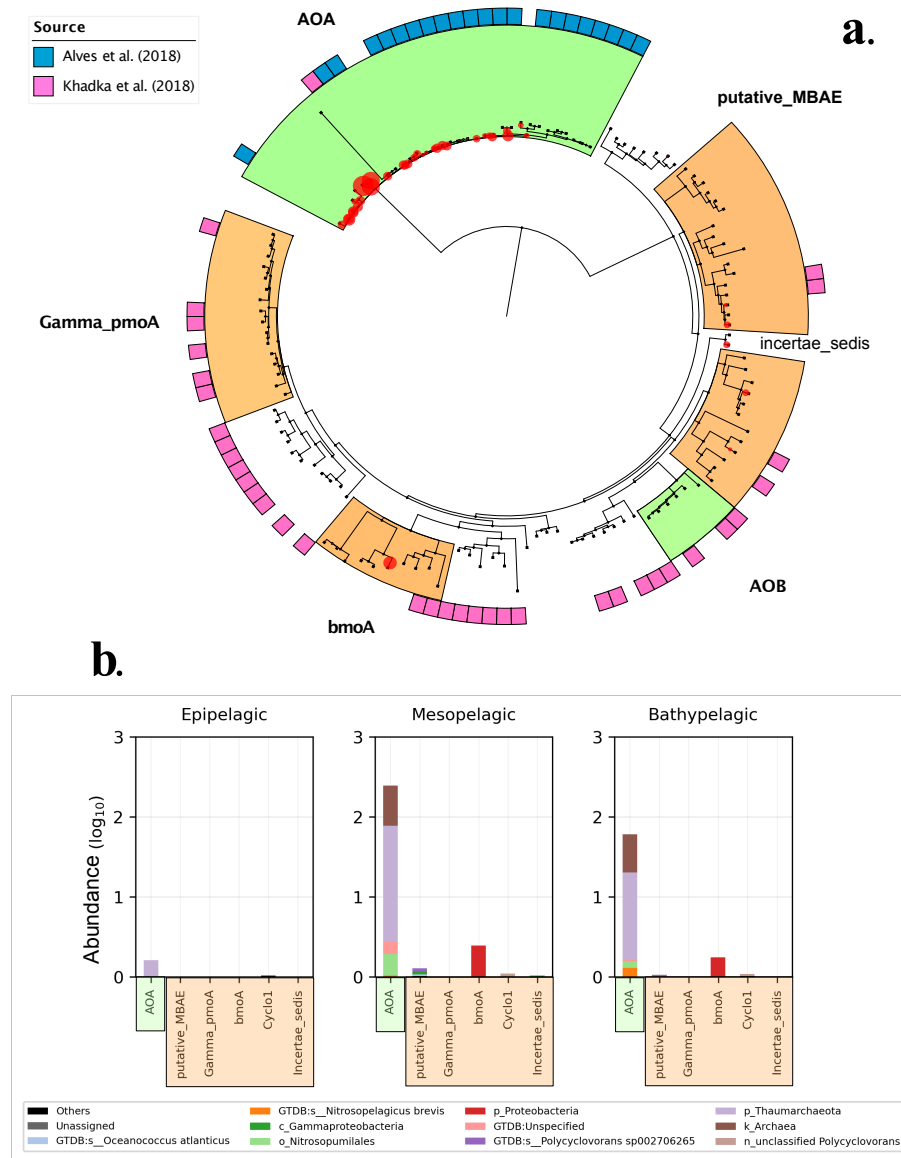 a.
Source
Alves et al. (2018)
Khadka et al. (2018)
AOA
putative_MBAE
Gamma_pmoA
incertae_sedis
AOB
bmoA
b.
Epipelagic
Mesopelagic
Bathypelagic
Abundance (log10)
3
2
1
0
3
2
1
0
3
2
1
0
AOA
putative_MBAE
Gamma_pmoA
bmoA
Cyclo1
Incertae_sedis
AOA
putative_MBAE
Gamma_pmoA
bmoA
Cyclo1
Incertae_sedis
AOA
putative_MBAE
Gamma_pmoA
bmoA
Cyclo1
Incertae_sedis
Others
Unassigned
GTDB:s__Oceanococcus atlanticus
GTDB:s__Nitrosopelagicus brevis
c_Gammaproteobacteria
o_Nitrosopumilales
p_Proteobacteria
GTDB:Unspecified
GTDB:s__Polycyclovorans sp002706265
p_Thaumarchaeota
k_Archaea
n_unclassified Polycyclovorans